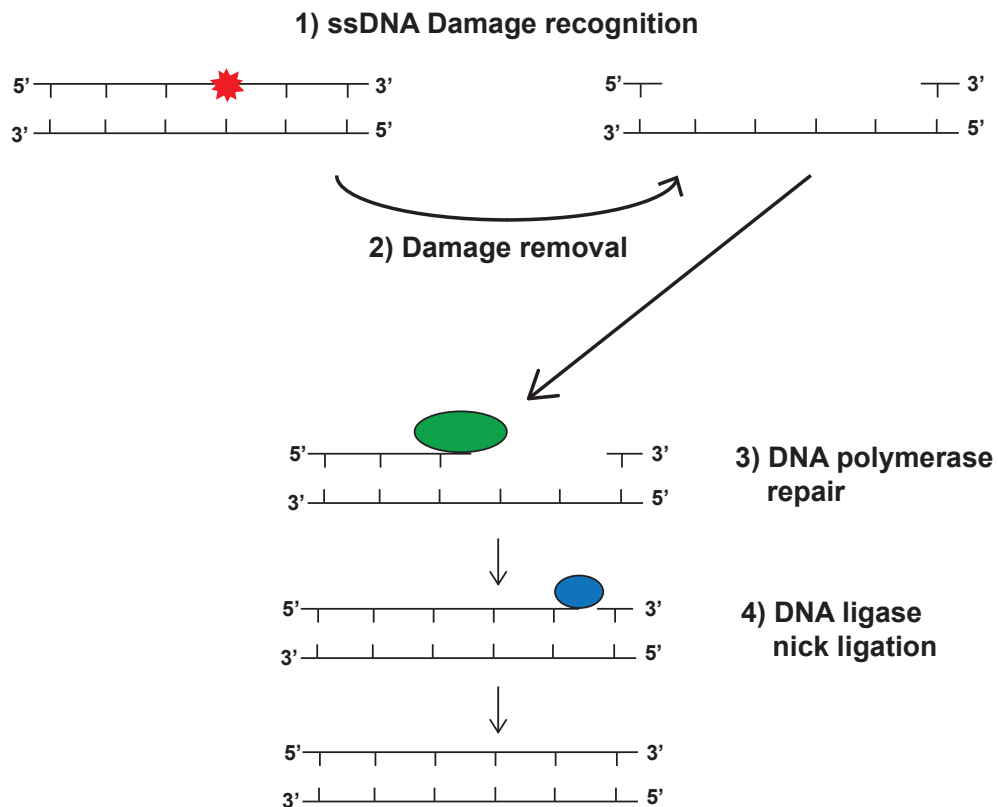 1) ssDNA Damage recognition
5’ 3’
3’ 5’
5’ 3’
3’ 5’
2) Damage removal
5’ 3’
3’ 5’
3) DNA polymerase
repair
5’ 3’
3’ 5’
4) DNA ligase
nick ligation
5’ 3’
3’ 5’